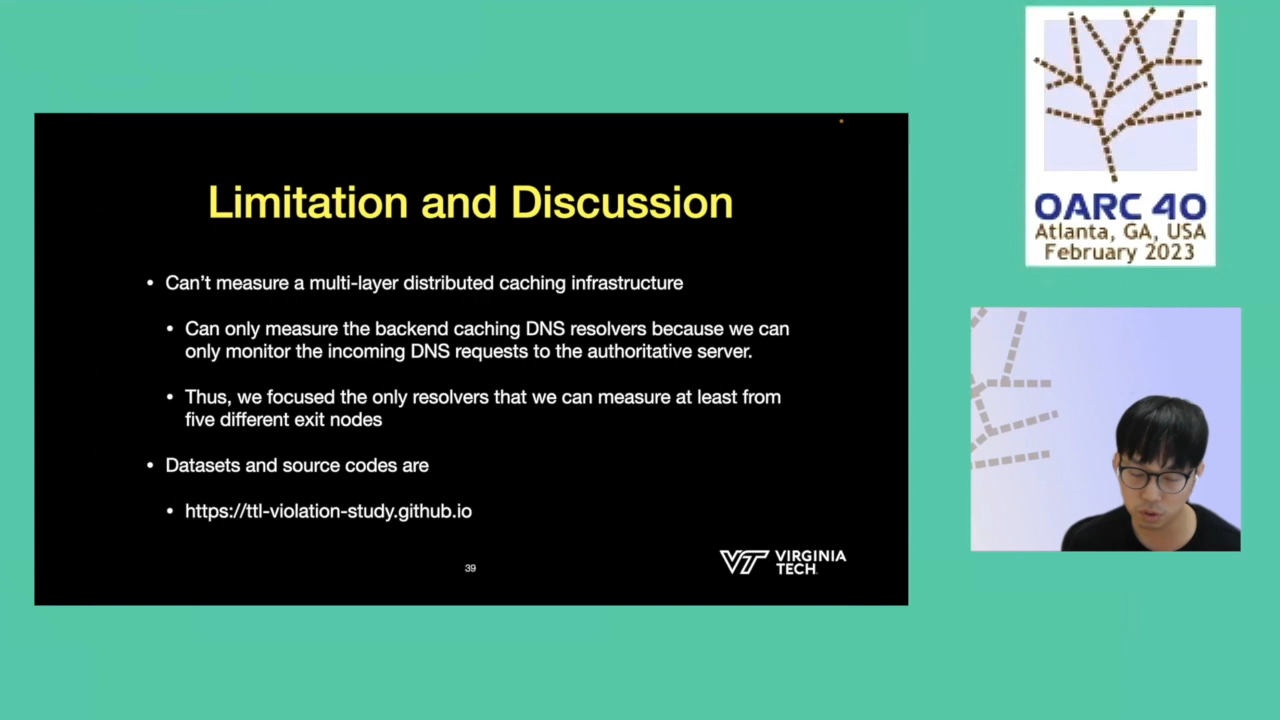 Limitation and Discussion
• Can’t measure a multi-layer distributed caching infrastructure
• Can only measure the backend caching DNS resolvers because we can
only monitor the incoming DNS requests to the authoritative server.
• Thus, we focused the only resolvers that we can measure at least from
five different exit nodes
• Datasets and source codes are
• https://ttl-violation-study.github.io
39
VT VIRGINIA
TECH
OARC 40
Atlanta, GA, USA
February 2023